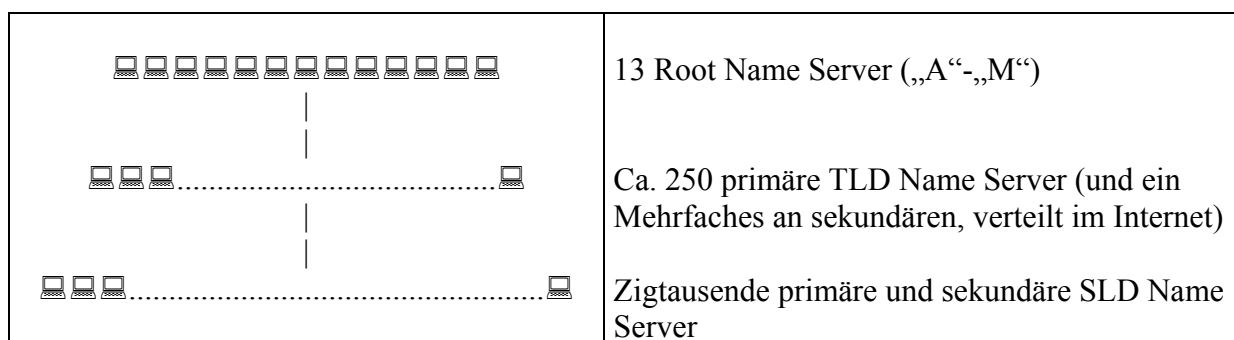 13 Root Name Server („A“-„M“)
Ca. 250 primäre TLD Name Server (und ein
Mehrfaches an sekundären, verteilt im Internet)
Zigtausende primäre und sekundäre SLD Name
Server